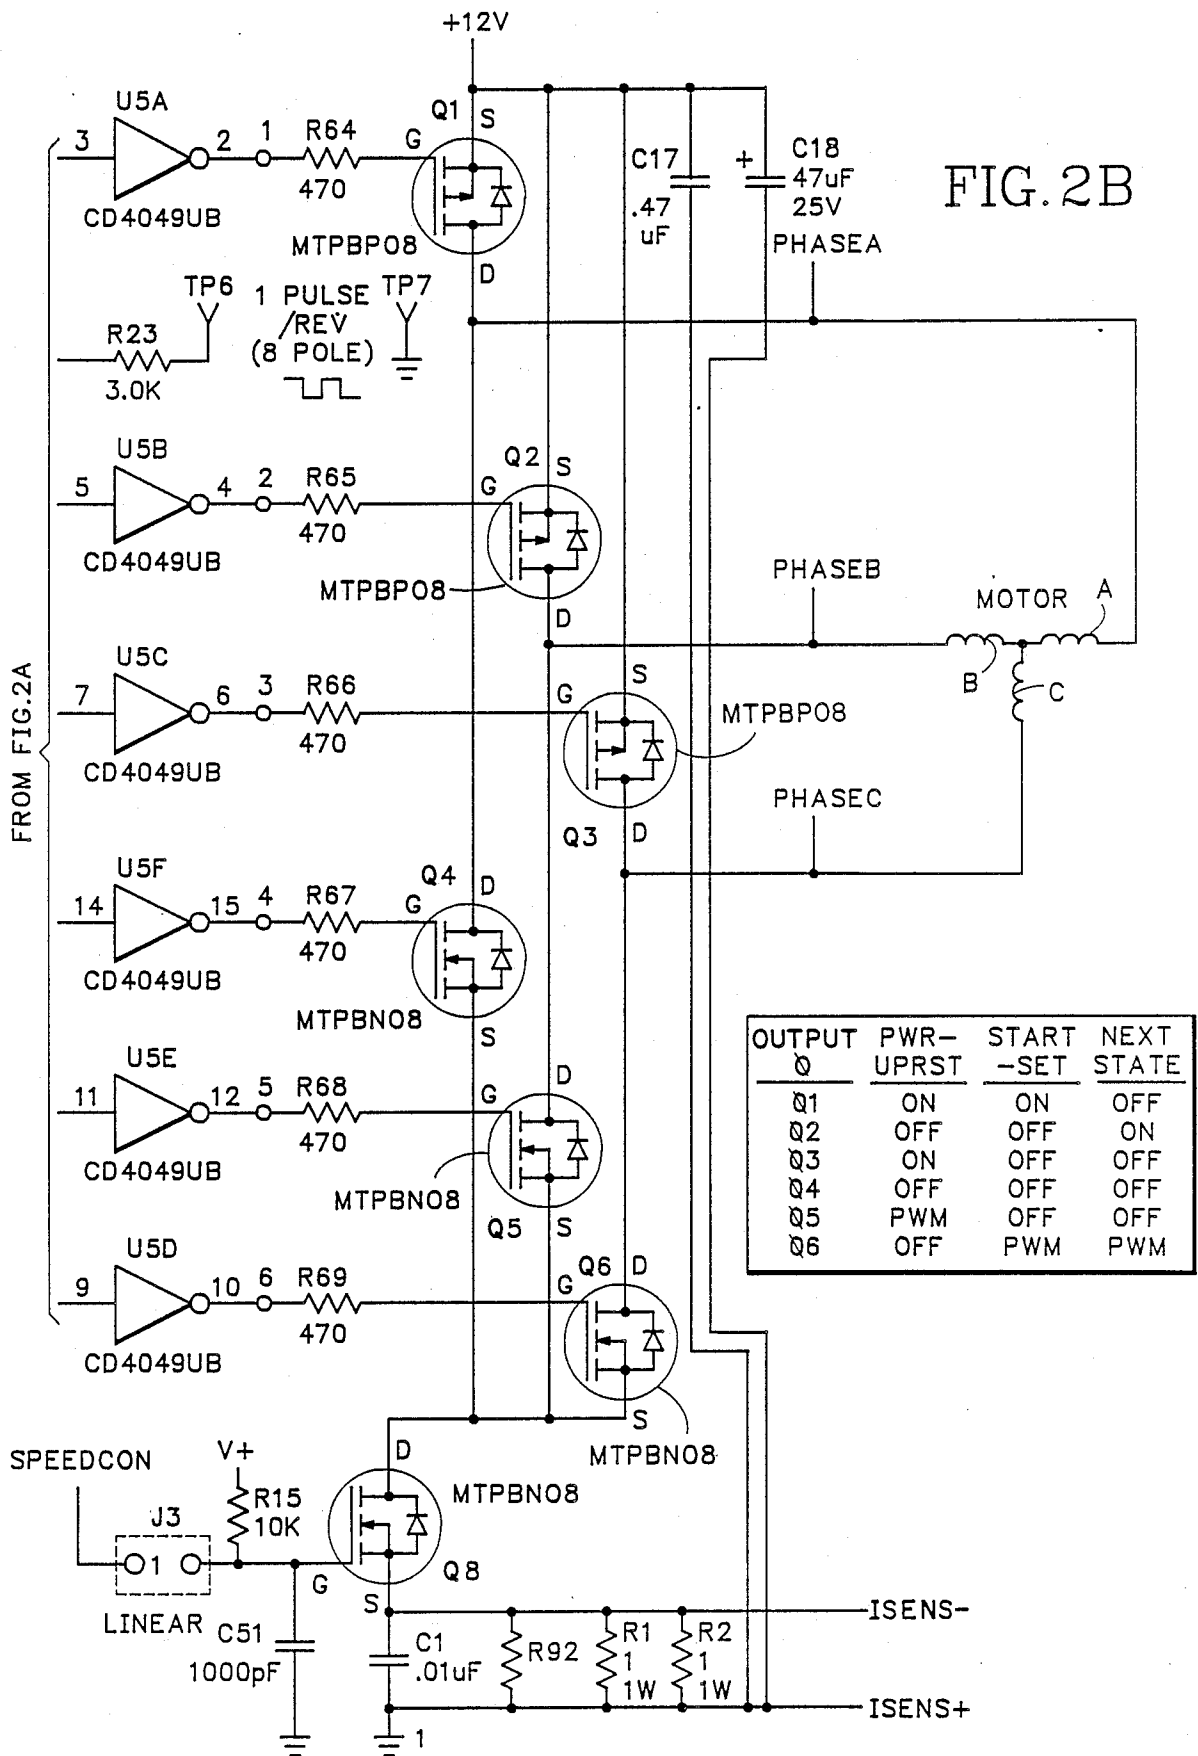 +12V
U5A
3
2
1
R64
470
CD4049UB
Q1
S
G
MTPBP08
D
C17
.47
uF
+
C18
47uF
25V
FIG. 2B
PHASEA
TP6
1 PULSE
/REV
(8 POLE)
TP7
R23
3.0K
U5B
5
4
2
R65
470
CD4049UB
Q2
S
G
MTPBP08
D
PHASEB
MOTOR
A
B
C
FROM FIG.2A
U5C
7
6
3
R66
470
CD4049UB
S
G
MTPBP08
Q3
D
PHASEC
U5F
14
15
4
R67
470
CD4049UB
Q4
D
G
MTPBN08
S
U5E
11
12
5
R68
470
CD4049UB
D
G
MTPBN08
Q5
S
U5D
9
10
6
R69
470
CD4049UB
Q6
D
G
S
MTPBN08
OUTPUT PWR- START NEXT
Ø UPRST -SET STATE
Q1 ON ON OFF
Q2 OFF OFF ON
Q3 ON OFF OFF
Q4 OFF OFF OFF
Q5 PWM OFF OFF
Q6 OFF PWM PWM
SPEEDCON
V+
R15
10K
J3
1
LINEAR
D
MTPBN08
G
Q8
S
C51
1000pF
C1
.01uF
R92
R1
1
1W
R2
1
1W
ISENS-
ISENS+
1